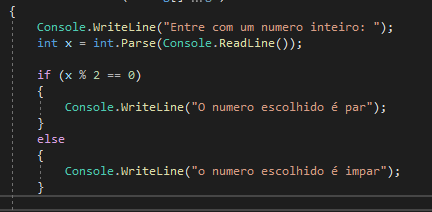 {
Console.WriteLine("Entre com um numero inteiro: ");
int x = int.Parse(Console.ReadLine());
if (x % 2 == 0)
{
Console.WriteLine("O numero escolhido é par");
}
else
{
Console.WriteLine("o numero escolhido é impar");
}